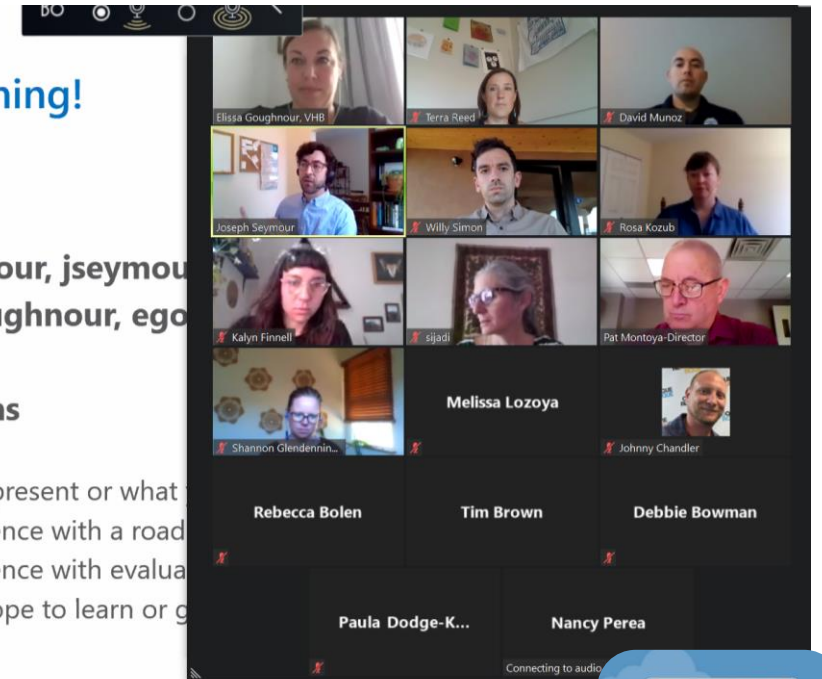 BO
ning!
our, jseymou
ughnour, ego
ns
present or what
ence with a road
ence with evalua
ope to learn or g
Elissa Goughnour, VHB
Terra Reed
David Munoz
Joseph Seymour
Willy Simon
Rosa Kozub
Kalyn Finnell
sijadi
Pat Montoya-Director
Shannon Glendennin...
Melissa Lozoya
Johnny Chandler
Rebecca Bolen
Tim Brown
Debbie Bowman
Paula Dodge-K...
Nancy Perea
Connecting to audio